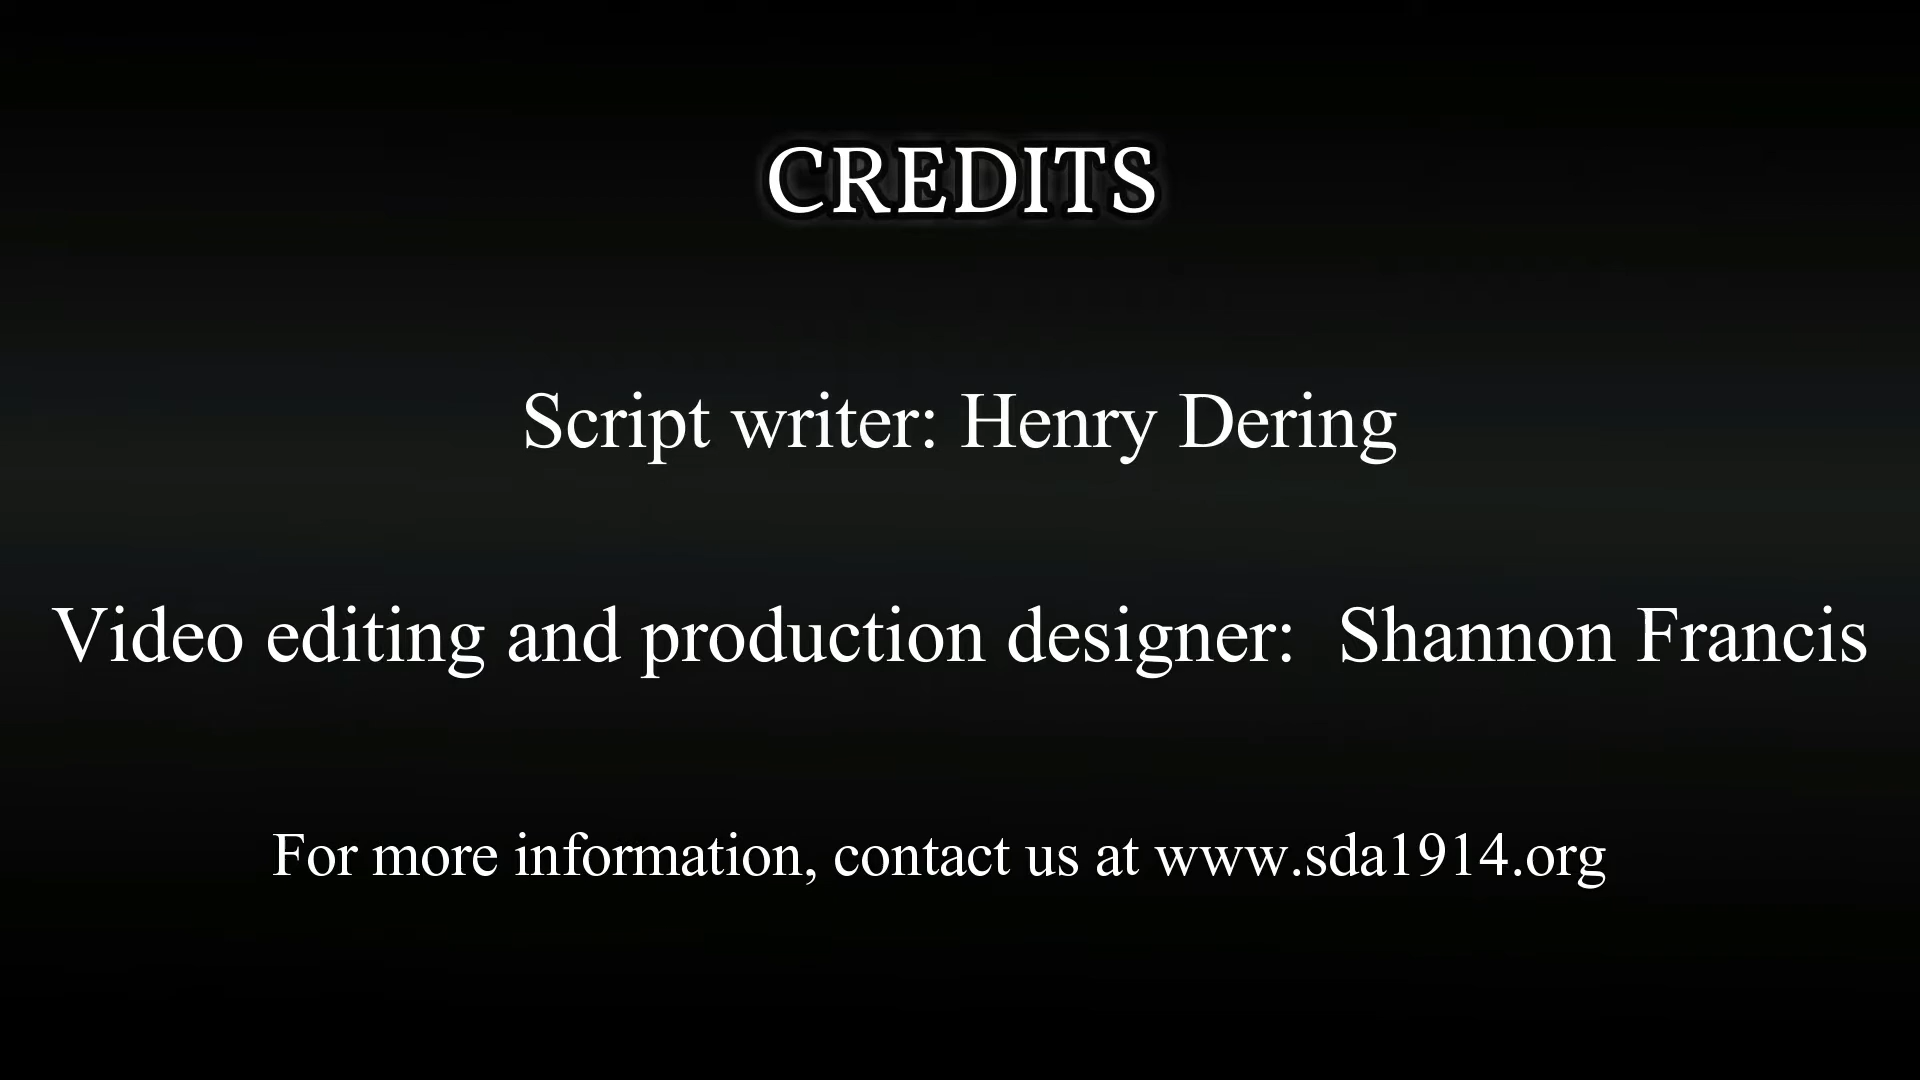 CREDITS
Script writer: Henry Dering
Video editing and production designer:  Shannon Francis
For more information, contact us at www.sda1914.org